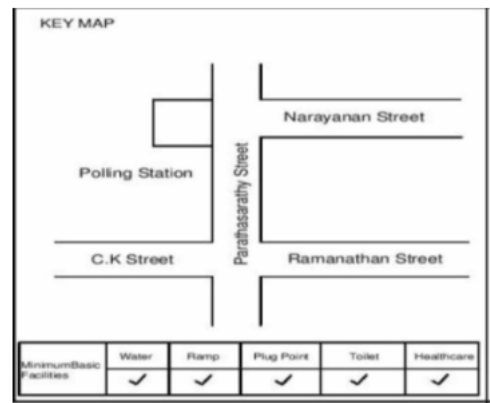 KEY MAP
Narayanan Street
Polling Station
Parathasarathy Street
C.K Street
Ramanathan Street
MinimumBasic
Facilities
Water
Ramp
Plug Point
Toilet
Healthcare
✓ ✓ ✓ ✓ ✓